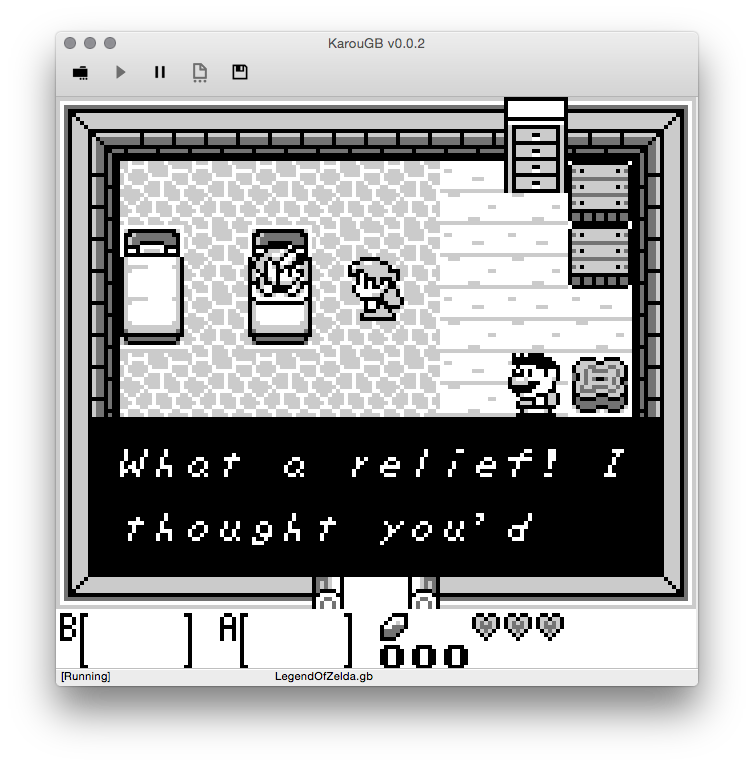 KarouGB v0.0.2
What a relief! I
thought you'd
B[ ] A[ ]
000
[Running] LegendOfZelda.gb